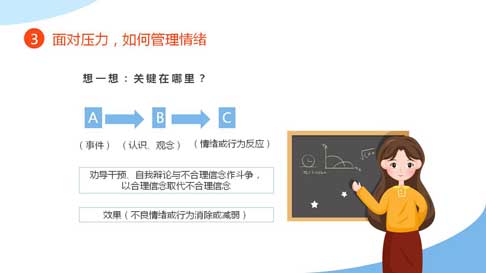 3 面对压力，如何管理情绪
想一想：关键在哪里？
A B C
（事件） （认识、观念） （情绪或行为反应）
劝导干预、自我辩论与不合理信念作斗争，
以合理信念取代不合理信念
效果（不良情绪或行为消除或减弱）